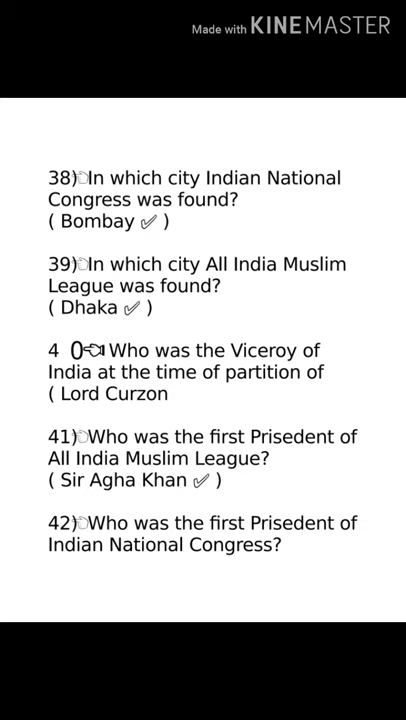 Made with KINEMASTER
38)👈In which city Indian National
Congress was found?
( Bombay ✅ )
39)👈In which city All India Muslim
League was found?
( Dhaka ✅ )
4 0👈Who was the Viceroy of
India at the time of partition of
( Lord Curzon
41)👈Who was the first Prisedent of
All India Muslim League?
( Sir Agha Khan ✅ )
42)👈Who was the first Prisedent of
Indian National Congress?